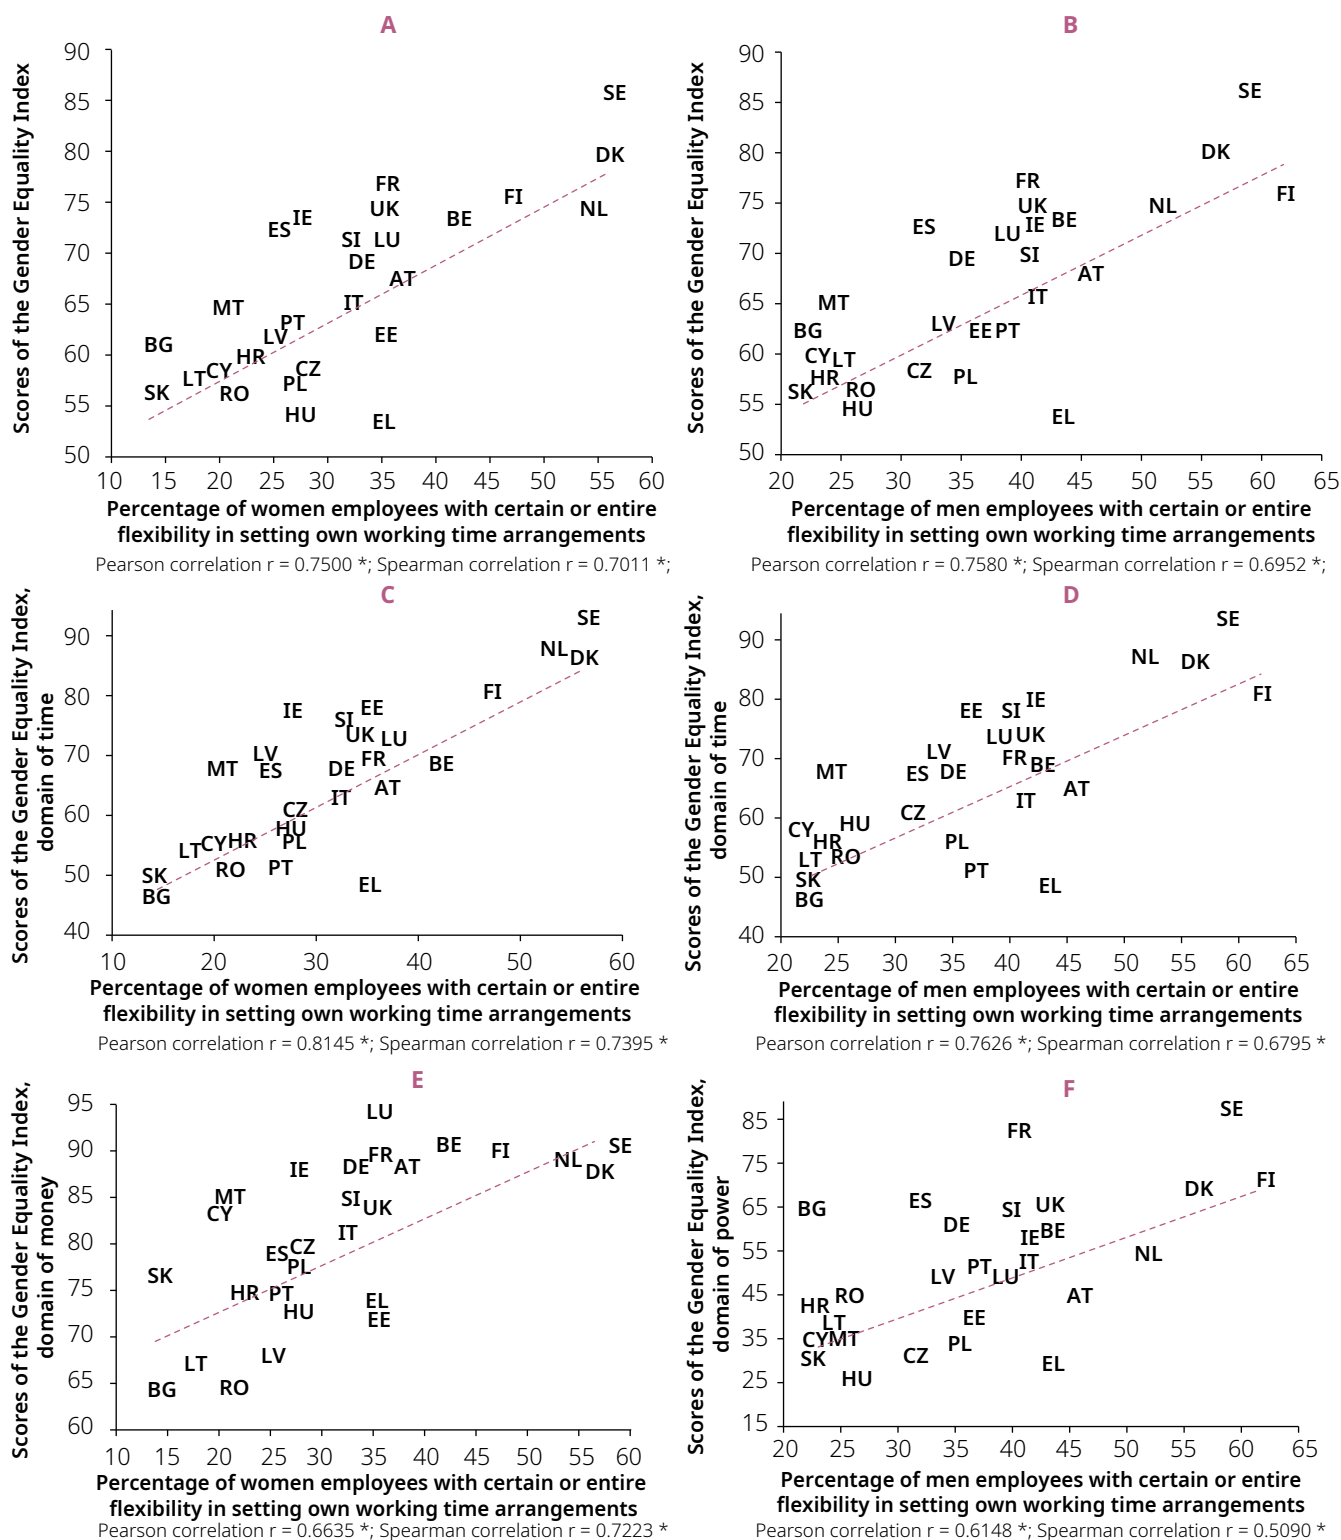 A
Scores of the Gender Equality Index
90
85
80
75
70
65
60
55
50
SE
DK
FR
FI
UK
NL
IE
BE
ES
SI LU
DE
AT
MT
IT
PT
LV
EE
BG
HR
CY
CZ
LT
PL
SK
RO
HU
EL
10 15 20 25 30 35 40 45 50 55 60
Percentage of women employees with certain or entire
flexibility in setting own working time arrangements
Pearson correlation r = 0.7500 *; Spearman correlation r = 0.7011 *;
B
Scores of the Gender Equality Index
90
85
80
75
70
65
60
55
50
SE
DK
FR
FI
UK
NL
IE BE
ES
LU
DE
SI
AT
MT
IT
LV
BG
EE PT
CY LT
CZ
HR
PL
SK RO
HU
EL
20 25 30 35 40 45 50 55 60 65
Percentage of men employees with certain or entire
flexibility in setting own working time arrangements
Pearson correlation r = 0.7580 *; Spearman correlation r = 0.6952 *;
C
Scores of the Gender Equality Index,
domain of time
90
80
70
60
50
40
SE
NL DK
FI
IE
EE
SI
UK LU
LV
FR
MT ES DE
BE
AT
IT
CZ
HU
LT CY HR
PL
SK RO PT
BG
EL
10 20 30 40 50 60
Percentage of women employees with certain or entire
flexibility in setting own working time arrangements
Pearson correlation r = 0.8145 *; Spearman correlation r = 0.7395 *
D
Scores of the Gender Equality Index,
domain of time
90
80
70
60
50
40
SE
NL DK
FI
IE
EE SI
LU UK
LV
FR
BE
MT ES DE
AT
IT
CZ
CY HU
HR PL
LT RO
PT
SK
EL
BG
20 25 30 35 40 45 50 55 60 65
Percentage of men employees with certain or entire
flexibility in setting own working time arrangements
Pearson correlation r = 0.7626 *; Spearman correlation r = 0.6795 *
E
Scores of the Gender Equality Index,
domain of money
95
90
85
80
75
70
65
60
LU
BE FI SE
FR
NL
IE DE AT
DK
MT SI
CY UK
IT
ES CZ
PL
SK
HR PT EL
HU
EE
LT LV
BG RO
10 15 20 25 30 35 40 45 50 55 60
Percentage of women employees with certain or entire
flexibility in setting own working time arrangements
Pearson correlation r = 0.6635 *; Spearman correlation r = 0.7223 *
F
Scores of the Gender Equality Index,
domain of power
85
75
65
55
45
35
25
15
SE
FR
FI
DK
BG ES SI UK
DE
IE BE
IT NL
PT
LV LU
HR RO AT
LT EE
CY MT PL
SK CZ EL
HU
20 25 30 35 40 45 50 55 60 65
Percentage of men employees with certain or entire
flexibility in setting own working time arrangements
Pearson correlation r = 0.6148 *; Spearman correlation r = 0.5090 *